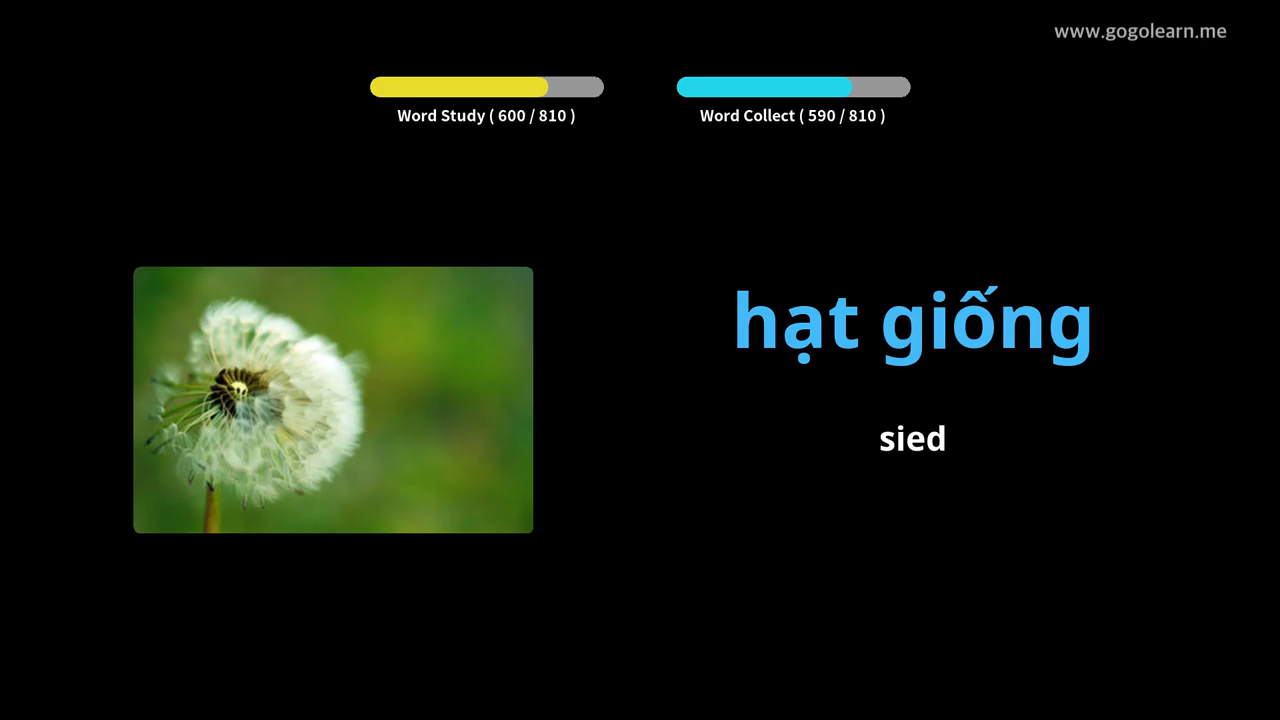 www.gogolearn.me
Word Study ( 600 / 810 )
Word Collect ( 590 / 810 )
hạt giống
sied